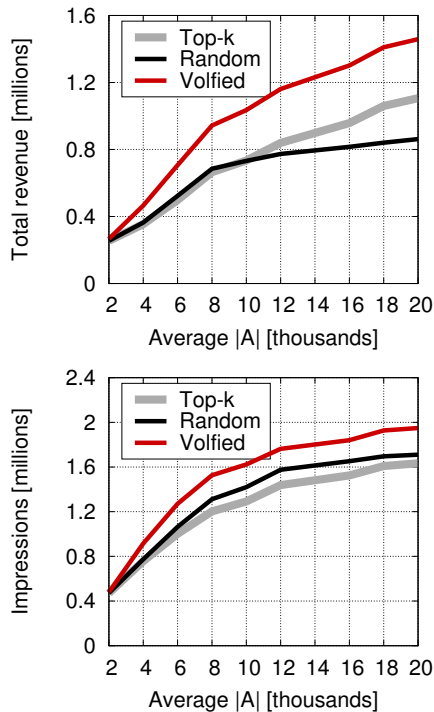 Total revenue [millions]
1.6
1.2
0.8
0.4
0
Top-k
Random
Volfied
2 4 6 8 10 12 14 16 18 20
Average |A| [thousands]
Impressions [millions]
2.4
2
1.6
1.2
0.8
0.4
0
Top-k
Random
Volfied
2 4 6 8 10 12 14 16 18 20
Average |A| [thousands]